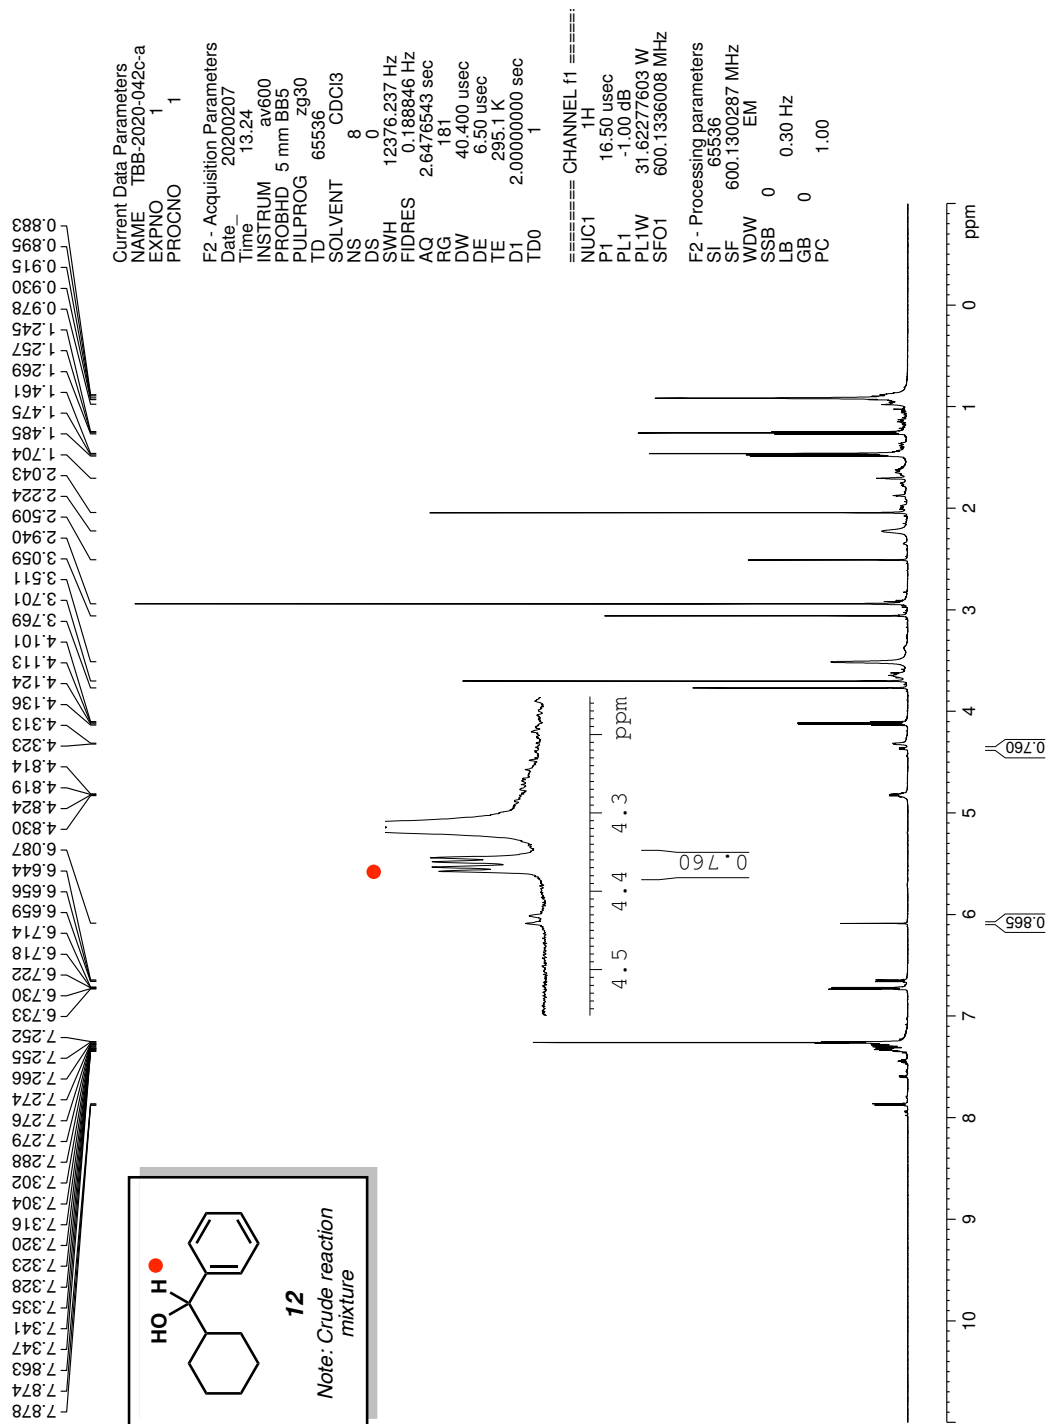 0.883
0.895
0.915
0.930
0.978
1.245
1.257
1.269
1.461
1.475
1.485
1.704
2.043
2.224
2.509
2.940
3.059
3.511
3.701
3.769
4.101
4.113
4.124
4.136
4.313
4.323
4.814
4.819
4.824
4.830
6.087
6.644
6.656
6.659
6.714
6.718
6.722
6.730
6.733
7.252
7.255
7.266
7.274
7.276
7.279
7.288
7.302
7.304
7.316
7.320
7.323
7.328
7.335
7.341
7.347
7.863
7.874
7.878
Current Data Parameters
NAME TBB-2020-042c-a
EXPNO 1
PROCNO 1
F2 - Acquisition Parameters
Date_ 20200207
Time 13.24
INSTRUM av600
PROBHD 5 mm BB5
PULPROG zg30
TD 65536
SOLVENT CDCl3
NS 8
DS 0
SWH 12376.237 Hz
FIDRES 0.188846 Hz
AQ 2.6476543 sec
RG 181
DW 40.400 usec
DE 6.50 usec
TE 295.1 K
D1 2.00000000 sec
TD0 1
======== CHANNEL f1 ======
NUC1 1H
P1 16.50 usec
PL1 -1.00 dB
PL1W 31.62277603 W
SFO1 600.1336008 MHz
F2 - Processing parameters
SI 65536
SF 600.1300287 MHz
WDW EM
SSB 0
LB 0.30 Hz
GB 0
PC 1.00
HO H
12
Note: Crude reaction
mixture
4.5 4.4 4.3 ppm
0.760
10 9 8 7 6 5 4 3 2 1 0 ppm
0.865
0.760